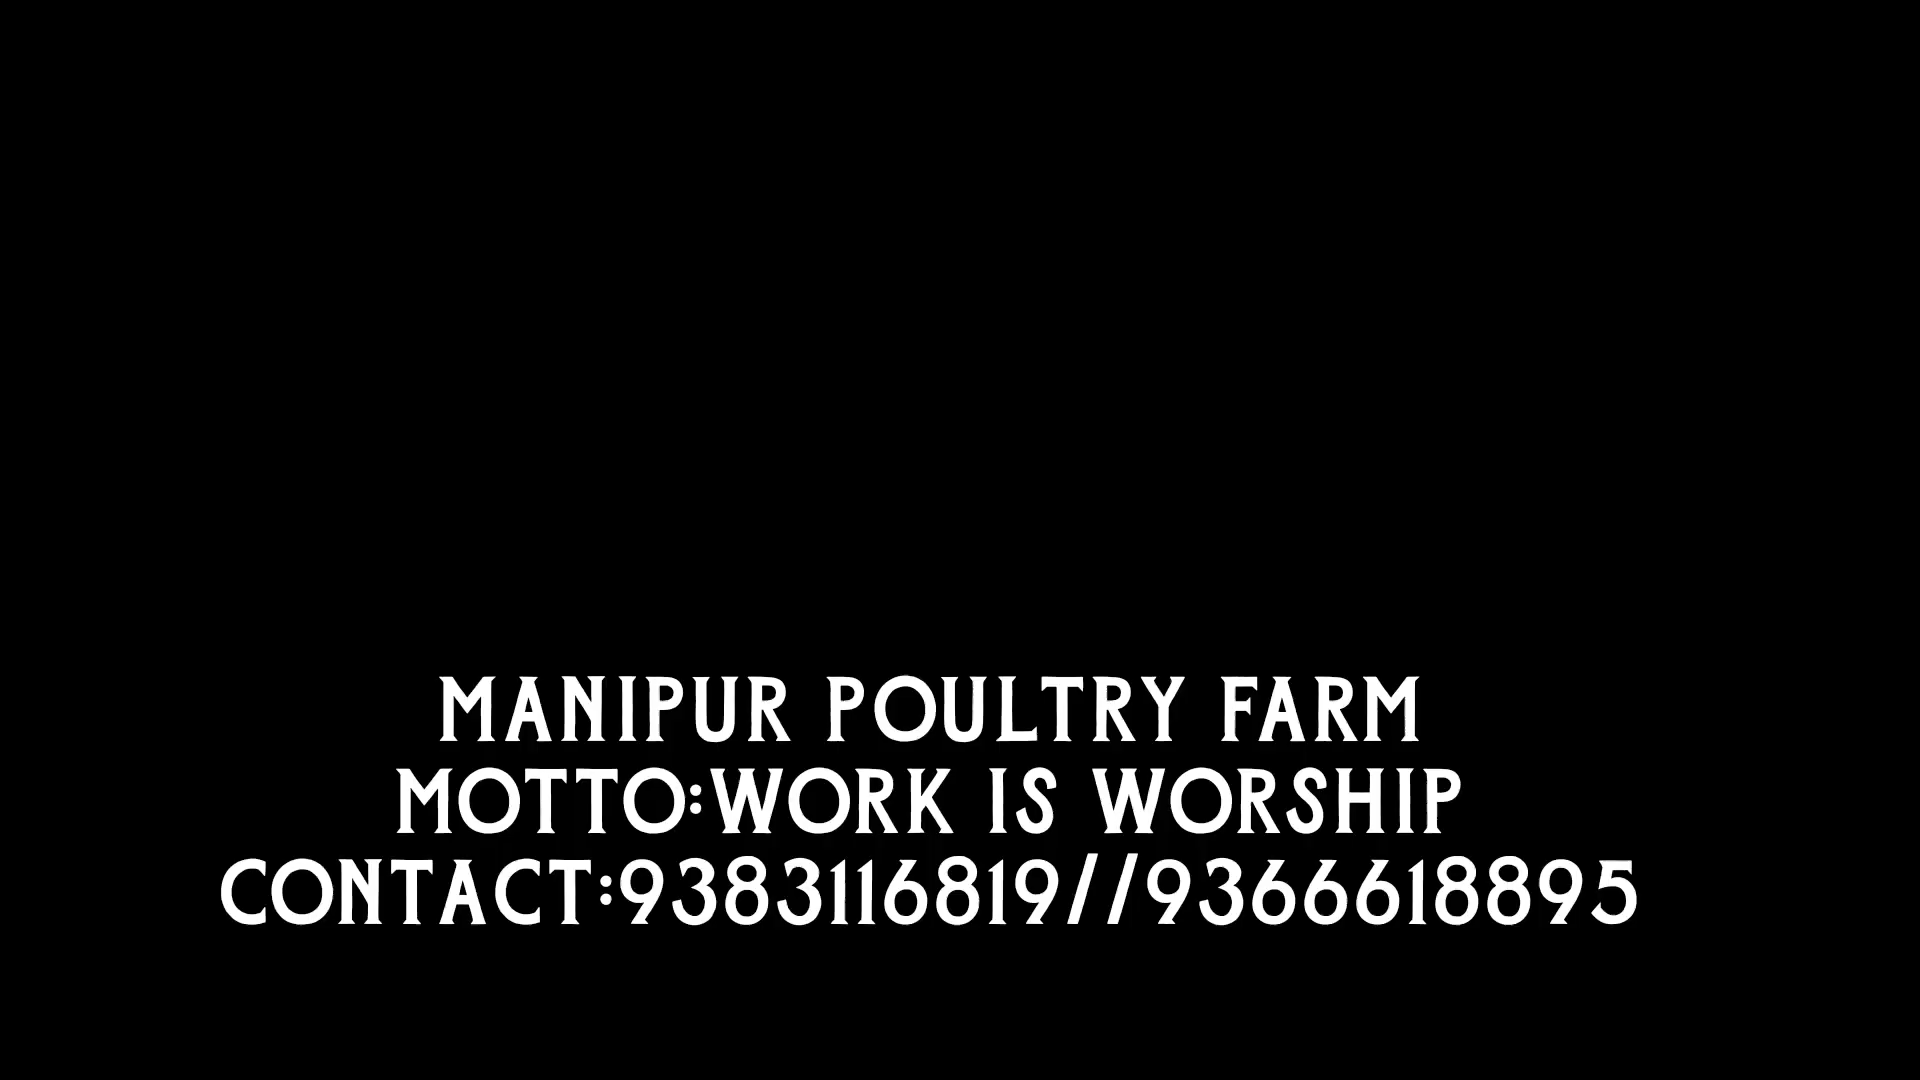 MANIPUR POULTRY FARM
MOTTO:WORK IS WORSHIP
CONTACT:9383116819//9366618895